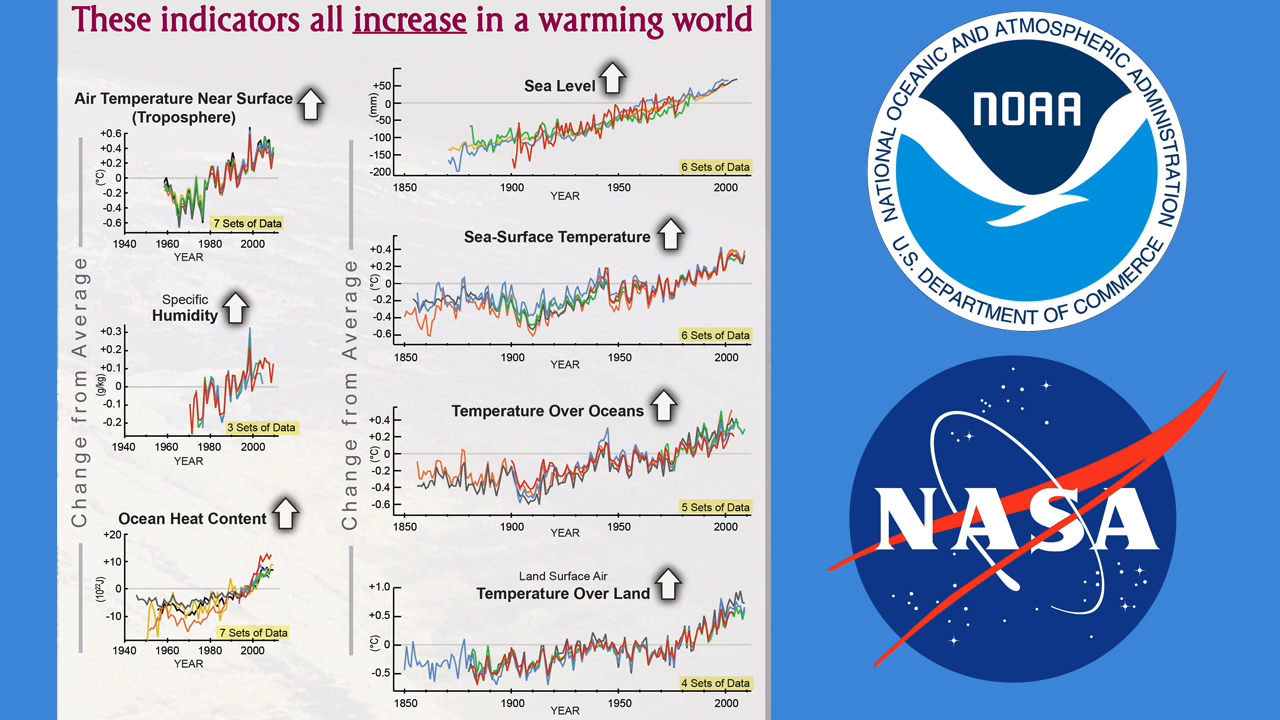 These indicators all increase in a warming world
Air Temperature Near Surface
(Troposphere)
+0.6
+0.4
+0.2
0
-0.2
-0.4
-0.6
(°C)
7 Sets of Data
1940 1960 1980 2000
YEAR
Specific
Humidity
+0.3
+0.2
+0.1
0
-0.1
-0.2
(g/kg)
3 Sets of Data
1940 1960 1980 2000
YEAR
Ocean Heat Content
+20
+10
0
-10
(10²²J)
7 Sets of Data
1940 1960 1980 2000
YEAR
Change from Average
Sea Level
+50
0
-50
-100
-150
-200
(mm)
6 Sets of Data
1850 1900 1950 2000
YEAR
Sea-Surface Temperature
+0.4
+0.2
0
-0.2
-0.4
-0.6
(°C)
6 Sets of Data
1850 1900 1950 2000
YEAR
Temperature Over Oceans
+0.4
+0.2
0
-0.2
-0.4
-0.6
(°C)
5 Sets of Data
1850 1900 1950 2000
YEAR
Land Surface Air
Temperature Over Land
+1.0
+0.5
0
-0.5
(°C)
4 Sets of Data
1850 1900 1950 2000
YEAR
Change from Average
NATIONAL OCEANIC AND ATMOSPHERIC ADMINISTRATION
NOAA
U.S. DEPARTMENT OF COMMERCE
NASA